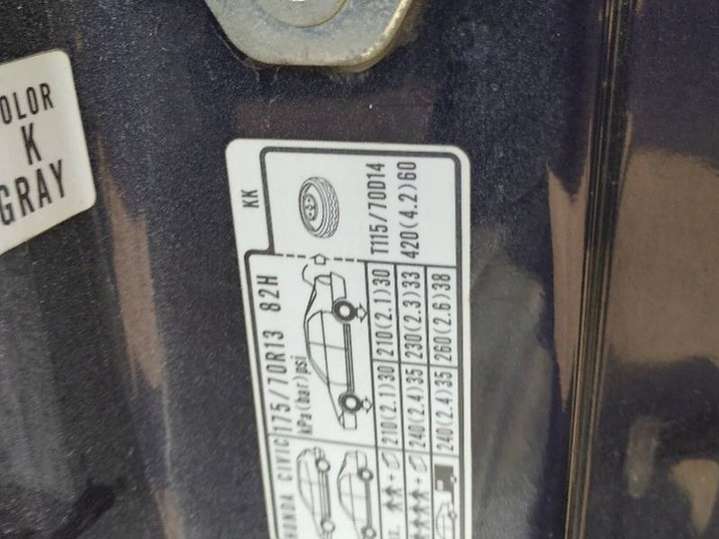 OLOR
K
GRAY
KK
HONDA CIVIC 175/70R13 82H
kPa(bar)psi
210(2.1)30 210(2.1)30 T115/70D14
240(2.4)35 230(2.3)33 420(4.2)60
240(2.4)35 260(2.6)38